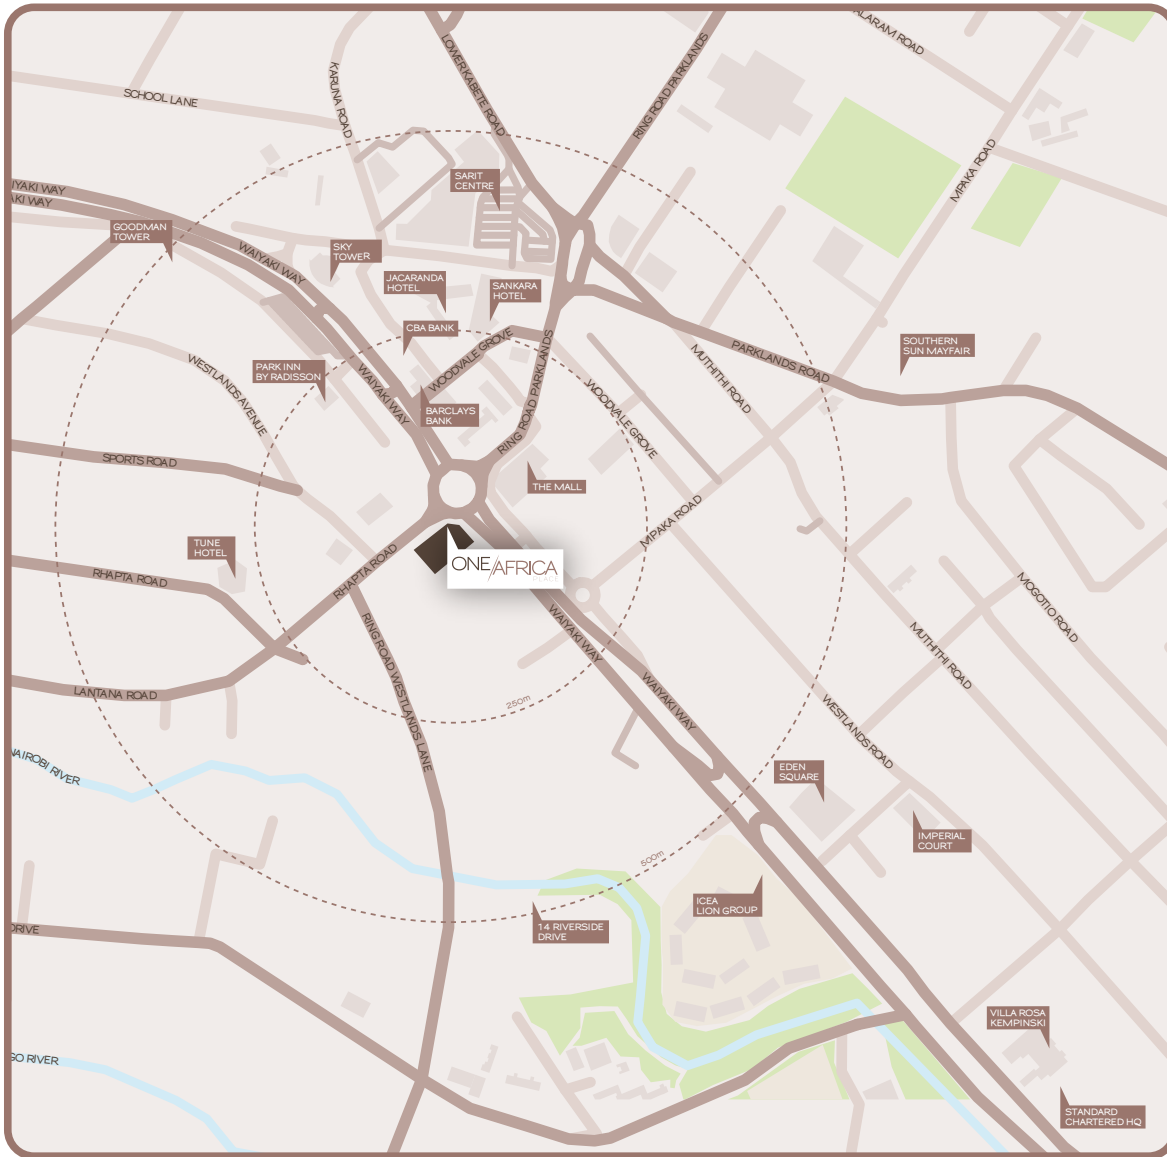 ALARAM ROAD
LOWER KABETE ROAD
RING ROAD PARKLANDS
KARUNA ROAD
SCHOOL LANE
MPAKA ROAD
SARIT
CENTRE
IYAKI WAY
AKI WAY
GOODMAN
TOWER
WAIYAKI WAY
SKY
TOWER
JACARANDA
HOTEL
SANKARA
HOTEL
CBA BANK
WOODVALE GROVE
RING ROAD PARKLANDS
PARKLANDS ROAD
SOUTHERN
SUN MAYFAIR
MUTHITHI ROAD
WESTLANDS AVENUE
PARK INN
BY RADISSON
WAIYAKI WAY
BARCLAYS
BANK
WOODVALE GROVE
SPORTS ROAD
THE MALL
MPAKA ROAD
TUNE
HOTEL
RHAPTA ROAD
RHAPTA ROAD
ONE/AFRICA
PLACE
MOGOTIO ROAD
WAIYAKI WAY
MUTHITHI ROAD
RING ROAD WESTLANDS LANE
LANTANA ROAD
250m
WAIYAKI WAY
WESTLANDS ROAD
NAIROBI RIVER
EDEN
SQUARE
IMPERIAL
COURT
500m
ICEA
LION GROUP
14 RIVERSIDE
DRIVE
DRIVE
VILLA ROSA
KEMPINSKI
GO RIVER
STANDARD
CHARTERED HQ